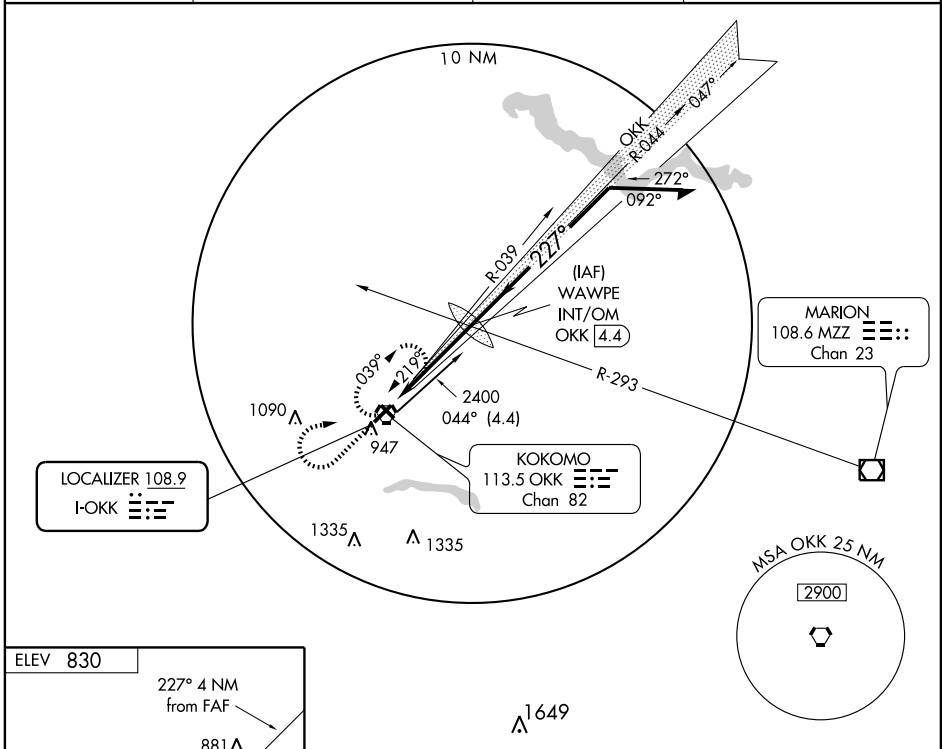 10 NM
OKK
R-044
047°
272°
092°
R-039
227°
(IAF)
WAWPE
INT/OM
OKK 4.4
MARION
108.6 MZZ
Chan 23
R-293
039°
219°
2400
044° (4.4)
1090
947
KOKOMO
113.5 OKK
Chan 82
LOCALIZER 108.9
I-OKK
1335
1335
MSA OKK 25 NM
2900
ELEV 830
227° 4 NM
from FAF
881
1649